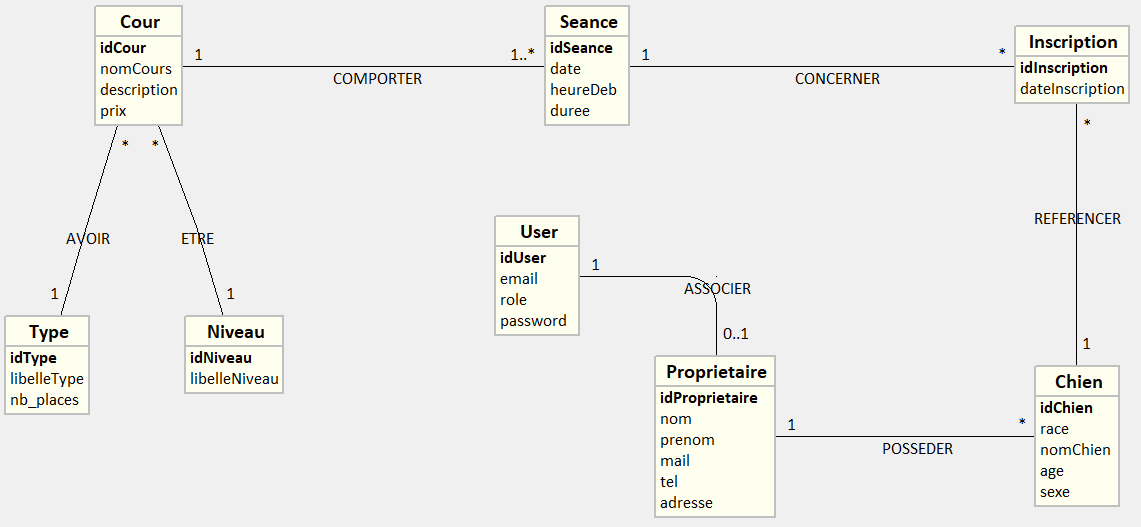 Cour
idCour
nomCours
description
prix
1
COMPORTER
1..*
Seance
idSeance
date
heureDeb
duree
1
CONCERNER
*
Inscription
idInscription
dateInscription
*
*
AVOIR
ETRE
1
1
Type
idType
libelleType
nb_places
Niveau
idNiveau
libelleNiveau
User
idUser
email
role
password
1
ASSOCIER
0..1
*
REFERENCER
1
Proprietaire
idProprietaire
nom
prenom
mail
tel
adresse
1
POSSEDER
*
Chien
idChien
race
nomChien
age
sexe